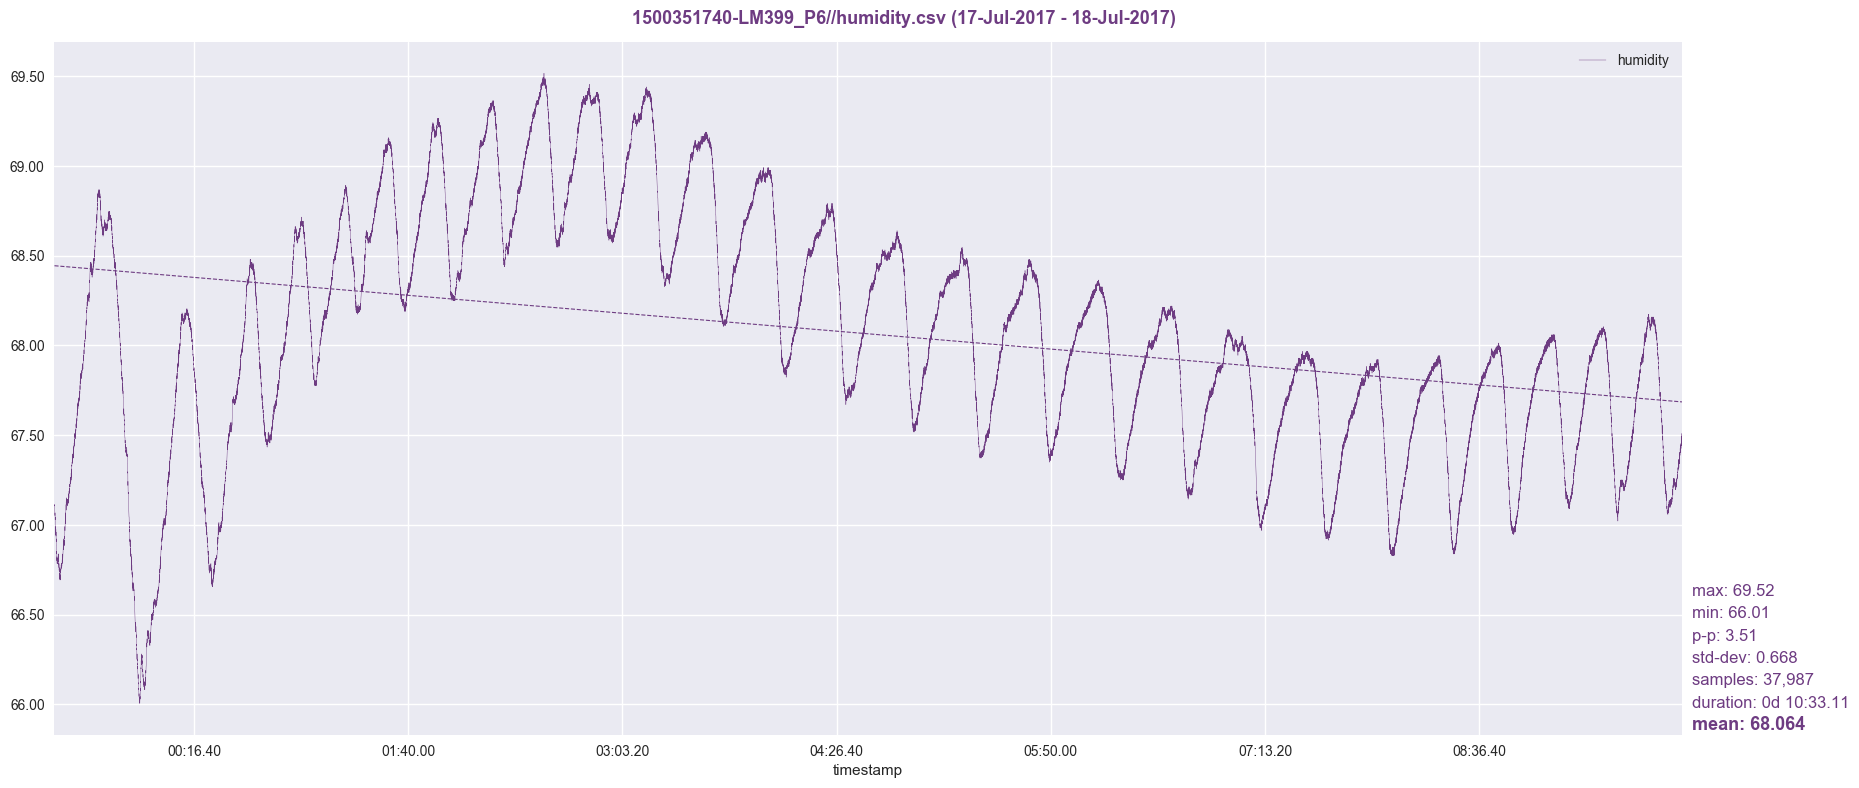 1500351740-LM399_P6//humidity.csv (17-Jul-2017 - 18-Jul-2017)
humidity
69.50
69.00
68.50
68.00
67.50
67.00
66.50
66.00
max: 69.52
min: 66.01
p-p: 3.51
std-dev: 0.668
samples: 37,987
duration: 0d 10:33.11
mean: 68.064
00:16.40 01:40.00 03:03.20 04:26.40 05:50.00 07:13.20 08:36.40
timestamp